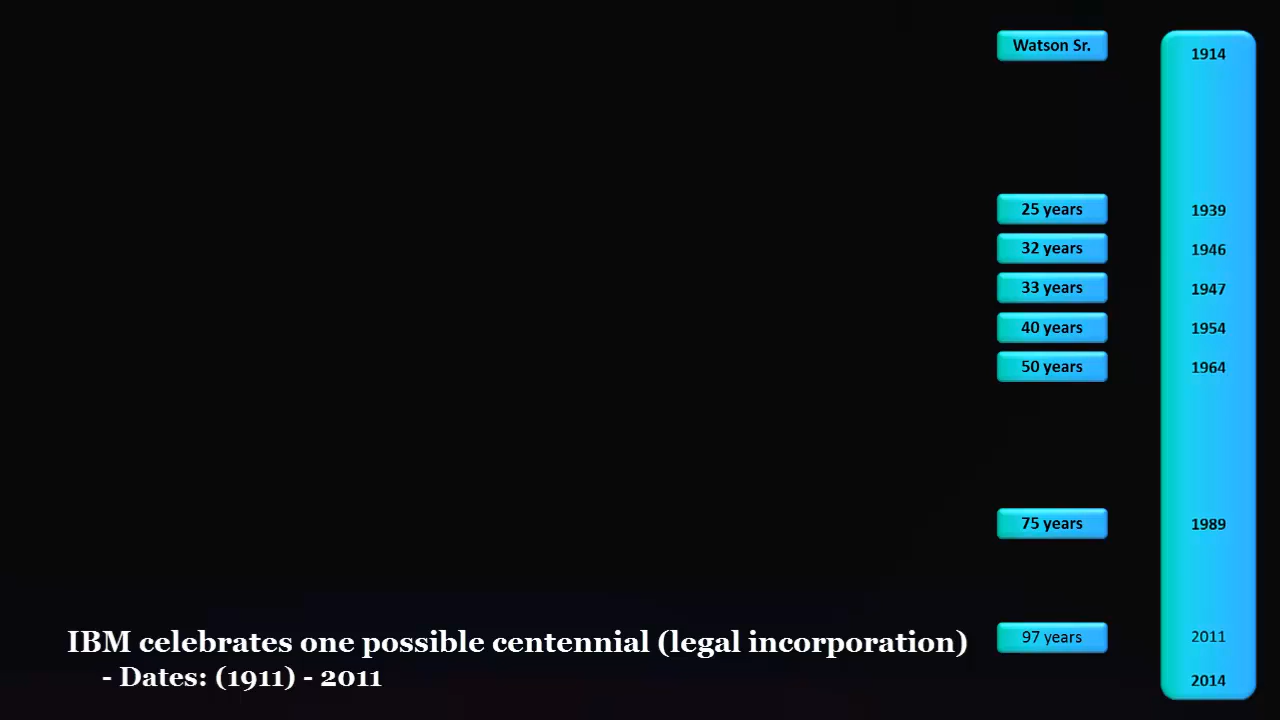 Watson Sr. 1914
25 years 1939
32 years 1946
33 years 1947
40 years 1954
50 years 1964
75 years 1989
IBM celebrates one possible centennial (legal incorporation) 97 years 2011
- Dates: (1911) - 2011
2014